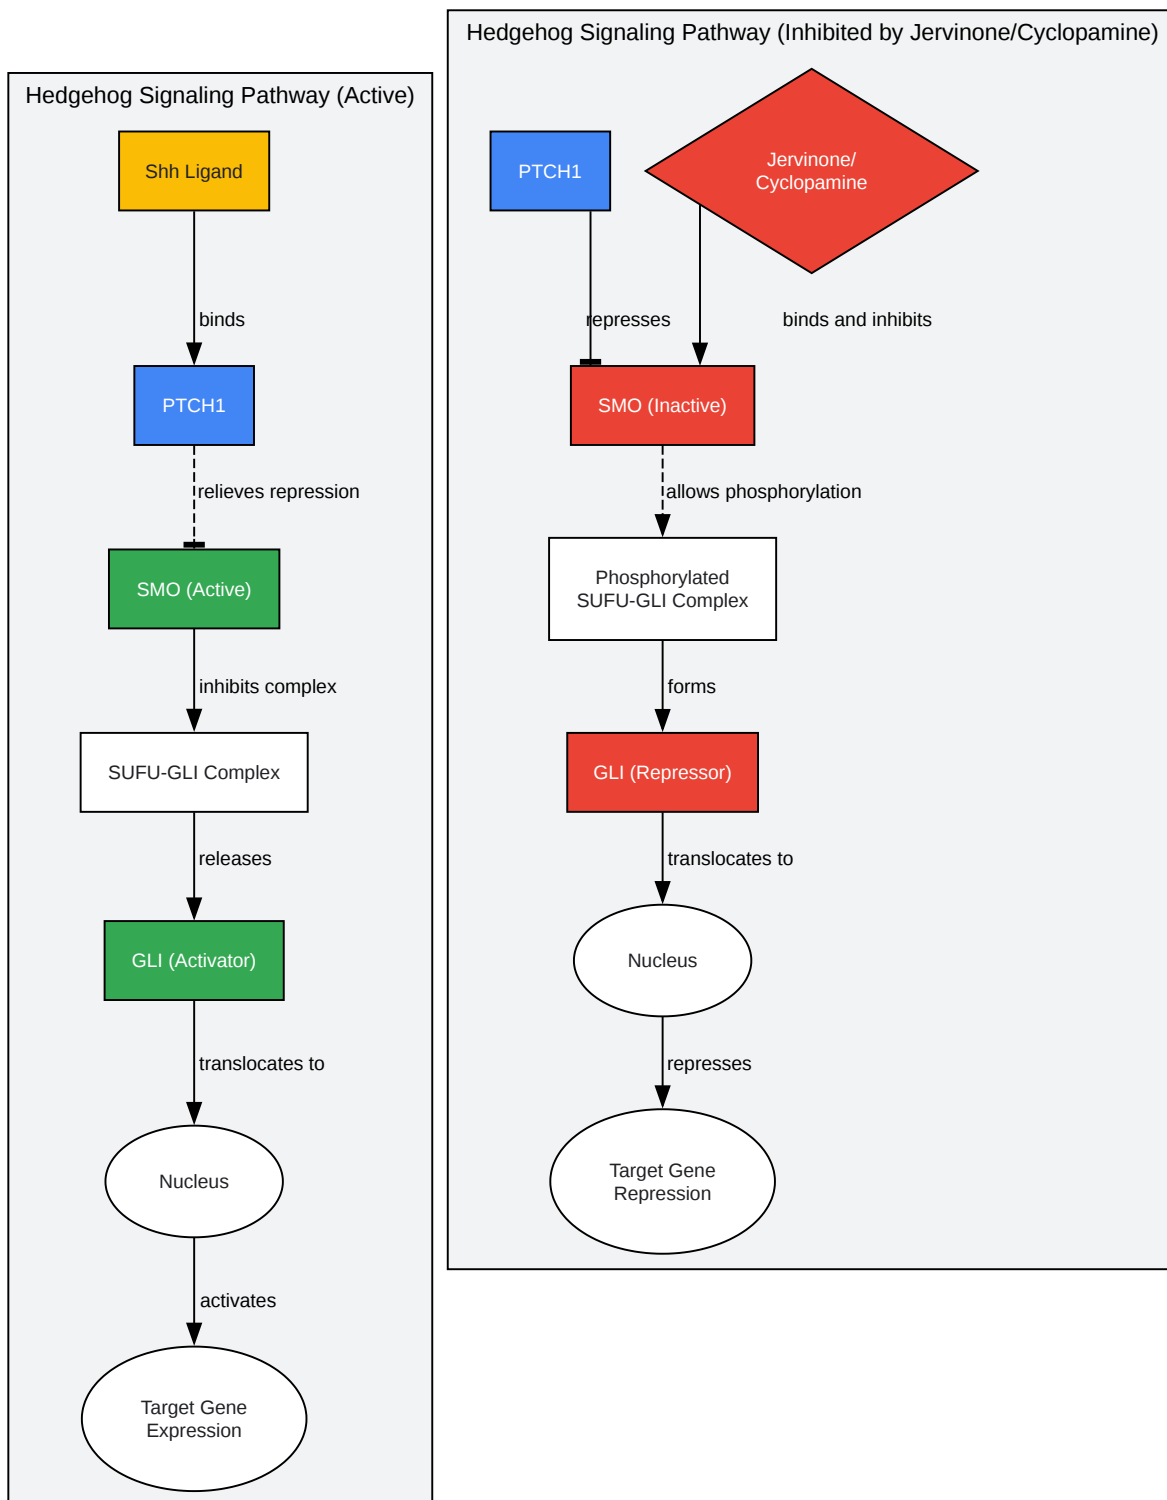 Hedgehog Signaling Pathway (Active)
Shh Ligand
binds
PTCH1
relieves repression
SMO (Active)
inhibits complex
SUFU-GLI Complex
releases
GLI (Activator)
translocates to
Nucleus
activates
Target Gene
Expression
Hedgehog Signaling Pathway (Inhibited by Jervinone/Cyclopamine)
PTCH1
Jervinone/
Cyclopamine
represses
binds and inhibits
SMO (Inactive)
allows phosphorylation
Phosphorylated
SUFU-GLI Complex
forms
GLI (Repressor)
translocates to
Nucleus
represses
Target Gene
Repression